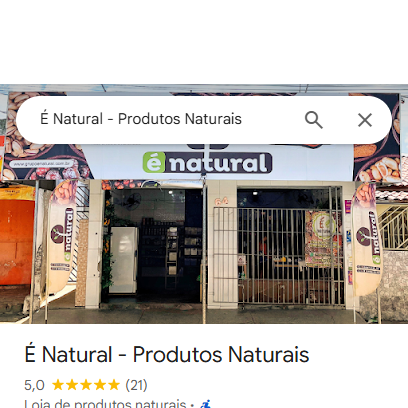 É Natural - Produtos Naturais
é natural
natural
é natural
É Natural - Produtos Naturais
5,0 (21)
Loja de produtos naturais ·